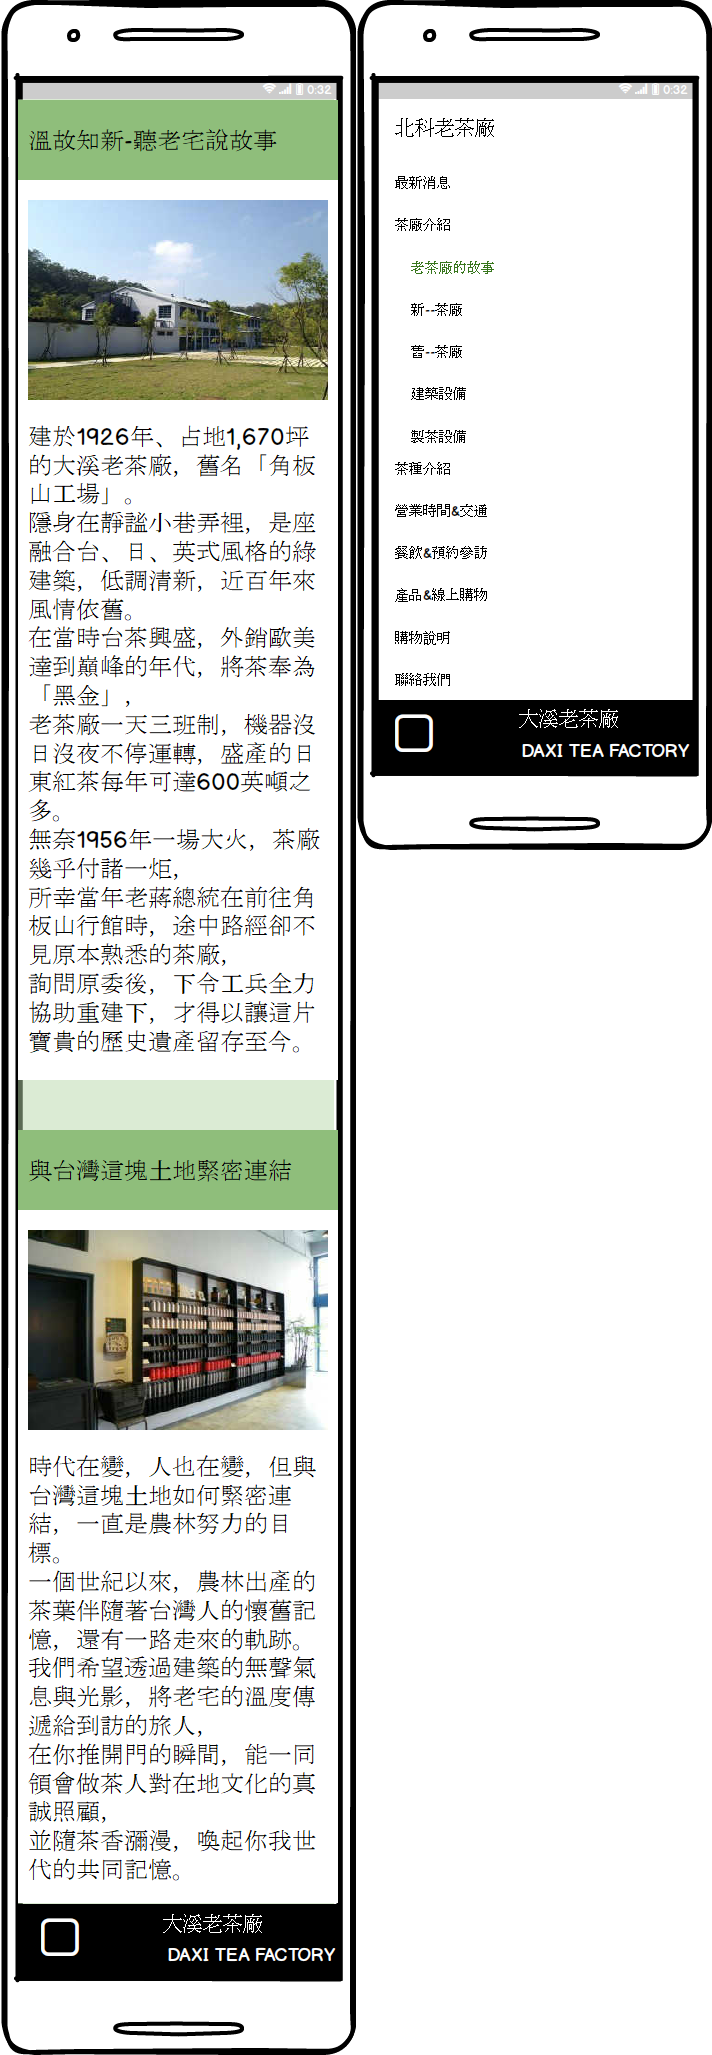 0:32
溫故知新-聽老宅說故事
建於1926年、占地1,670坪
的大溪老茶廠，舊名「角板
山工場」。
隱身在靜謐小巷弄裡，是座
融合台、日、英式風格的綠
建築，低調清新，近百年來
風情依舊。
在當時台茶興盛，外銷歐美
達到巔峰的年代，將茶奉為
「黑金」，
老茶廠一天三班制，機器沒
日沒夜不停運轉，盛產的日
東紅茶每年可達600英噸之
多。
無奈1956年一場大火，茶廠
幾乎付諸一炬，
所幸當年老蔣總統在前往角
板山行館時，途中路經卻不
見原本熟悉的茶廠，
詢問原委後，下令工兵全力
協助重建下，才得以讓這片
寶貴的歷史遺產留存至今。
與台灣這塊土地緊密連結
時代在變，人也在變，但與
台灣這塊土地如何緊密連
結，一直是農林努力的目
標。
一個世紀以來，農林出產的
茶葉伴隨著台灣人的懷舊記
憶，還有一路走來的軌跡。
我們希望透過建築的無聲氣
息與光影，將老宅的溫度傳
遞給到訪的旅人，
在你推開門的瞬間，能一同
領會做茶人對在地文化的真
誠照顧，
並隨茶香瀰漫，喚起你我世
代的共同記憶。
大溪老茶廠
DAXI TEA FACTORY
0:32
北科老茶廠
最新消息
茶廠介紹
老茶廠的故事
新--茶廠
舊--茶廠
建築設備
製茶設備
茶種介紹
營業時間&交通
餐飲&預約參訪
產品&線上購物
購物說明
聯絡我們
大溪老茶廠
DAXI TEA FACTORY